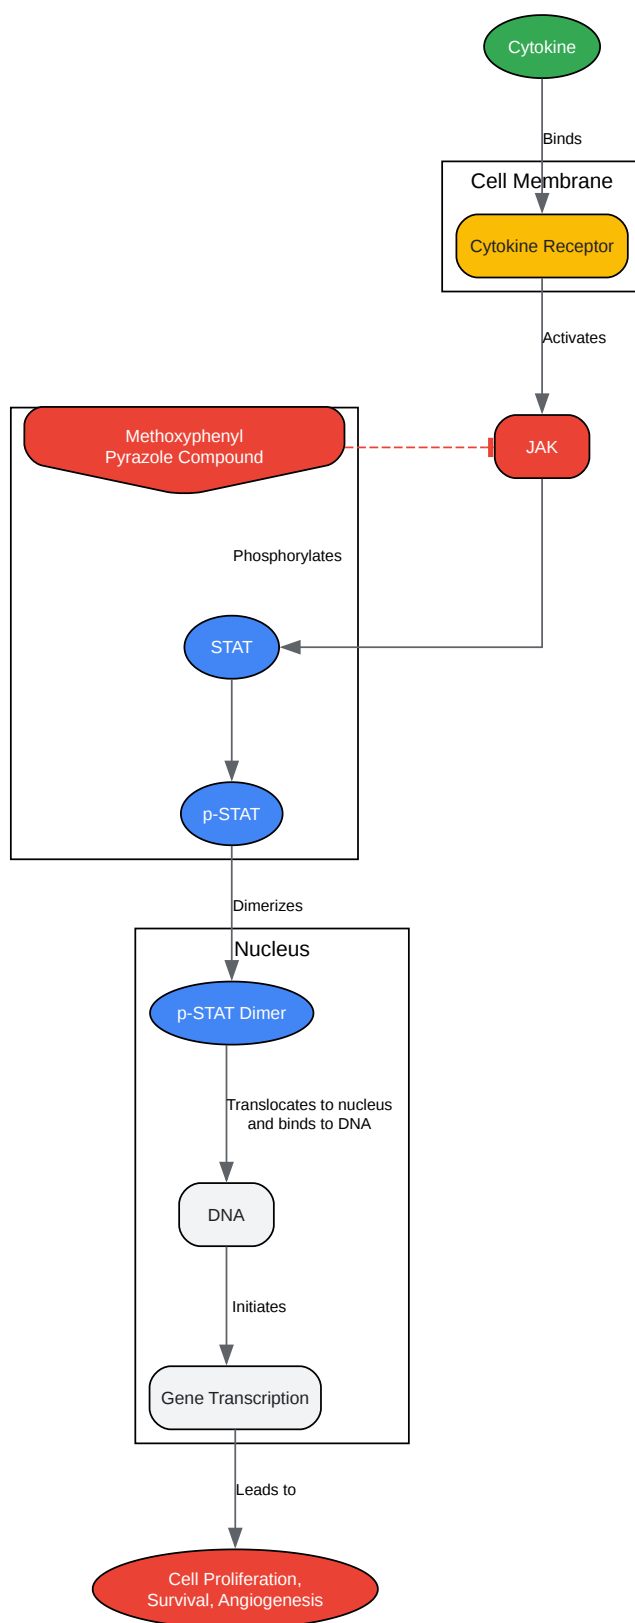 Cytokine
Binds
Cell Membrane
Cytokine Receptor
Activates
Methoxyphenyl
Pyrazole Compound
JAK
Phosphorylates
STAT
p-STAT
Dimerizes
Nucleus
p-STAT Dimer
Translocates to nucleus
and binds to DNA
DNA
Initiates
Gene Transcription
Leads to
Cell Proliferation,
Survival, Angiogenesis